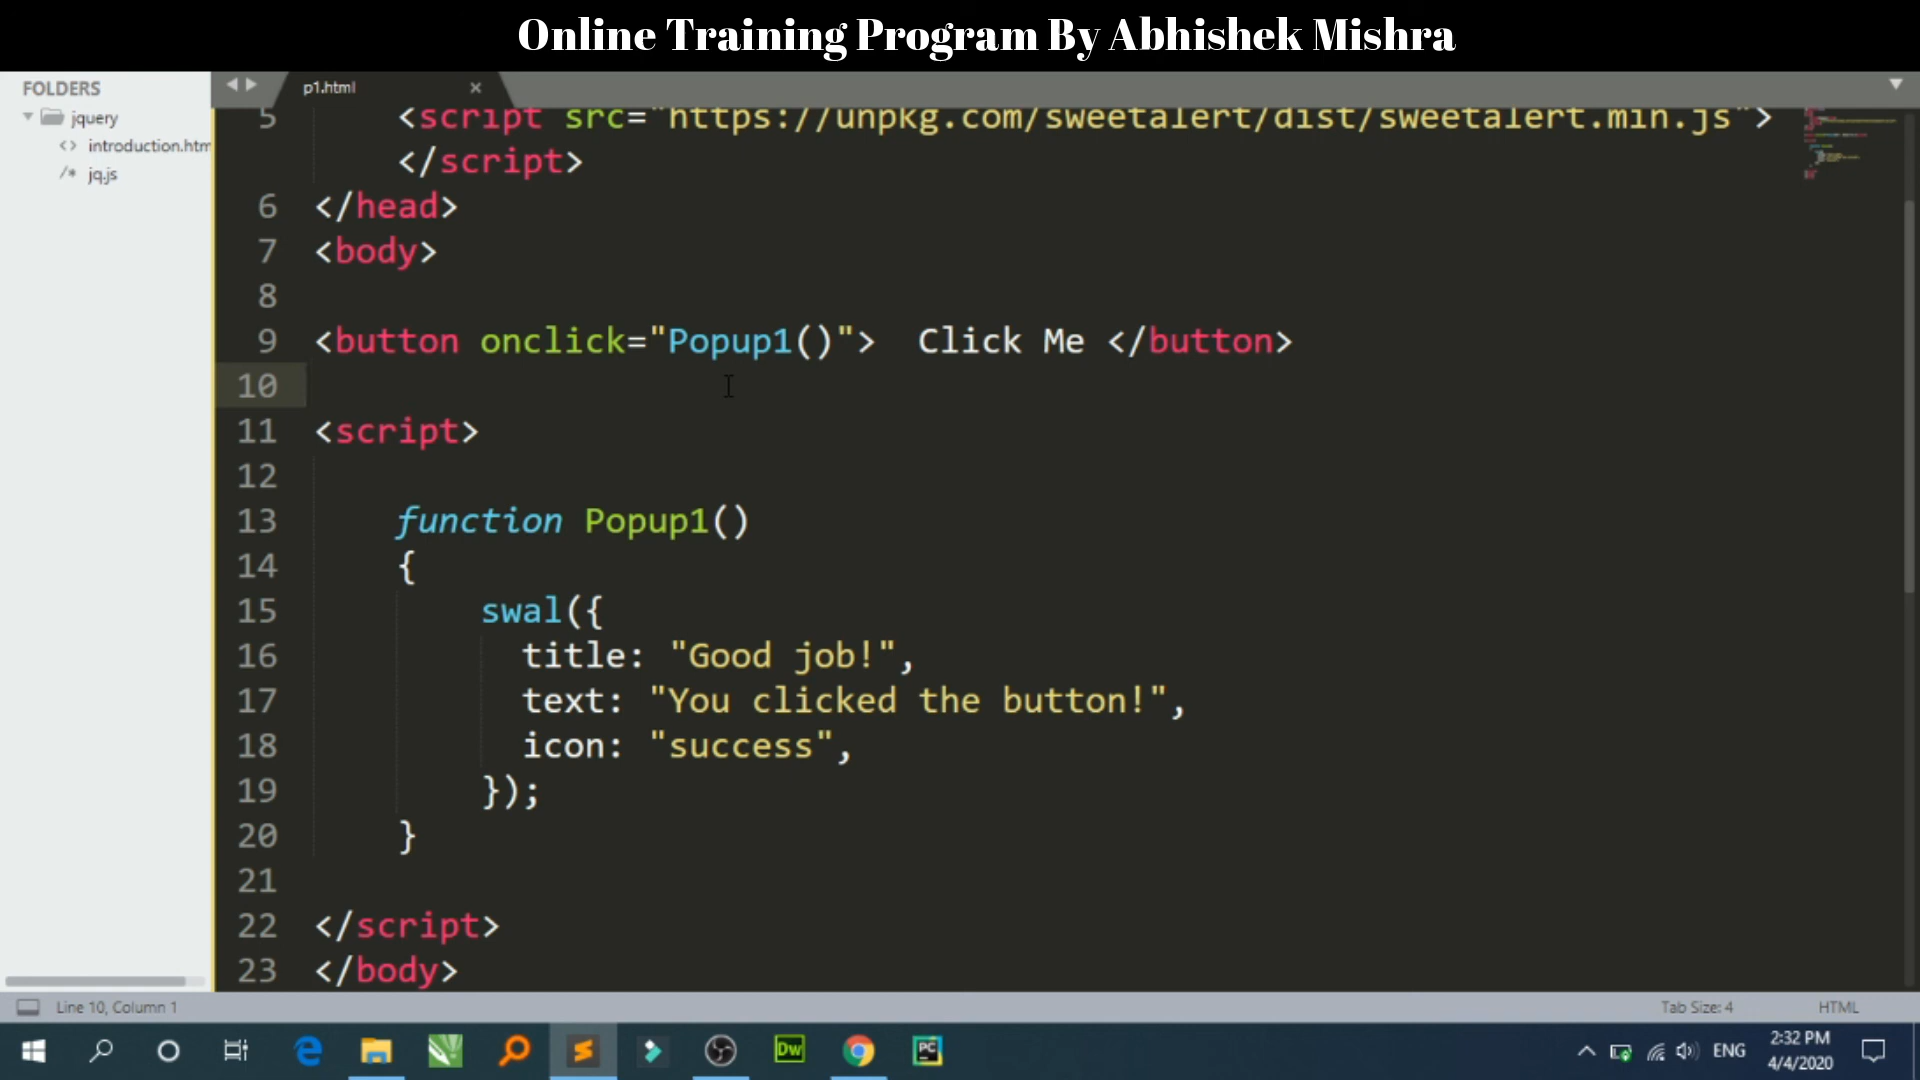 Online Training Program By Abhishek Mishra
FOLDERS
jquery
<> introduction.htm
/* jq.js
p1.html ×
5 <script src="https://unpkg.com/sweetalert/dist/sweetalert.min.js">
</script>
6 </head>
7 <body>
8
9 <button onclick="Popup1()">  Click Me </button>
10
11 <script>
12
13 function Popup1()
14 {
15 swal({
16 title: "Good job!",
17 text: "You clicked the button!",
18 icon: "success",
19 });
20 }
21
22 </script>
23 </body>
Line 10, Column 1
Tab Size: 4
HTML
Dw
PC
ENG
2:32 PM
4/4/2020